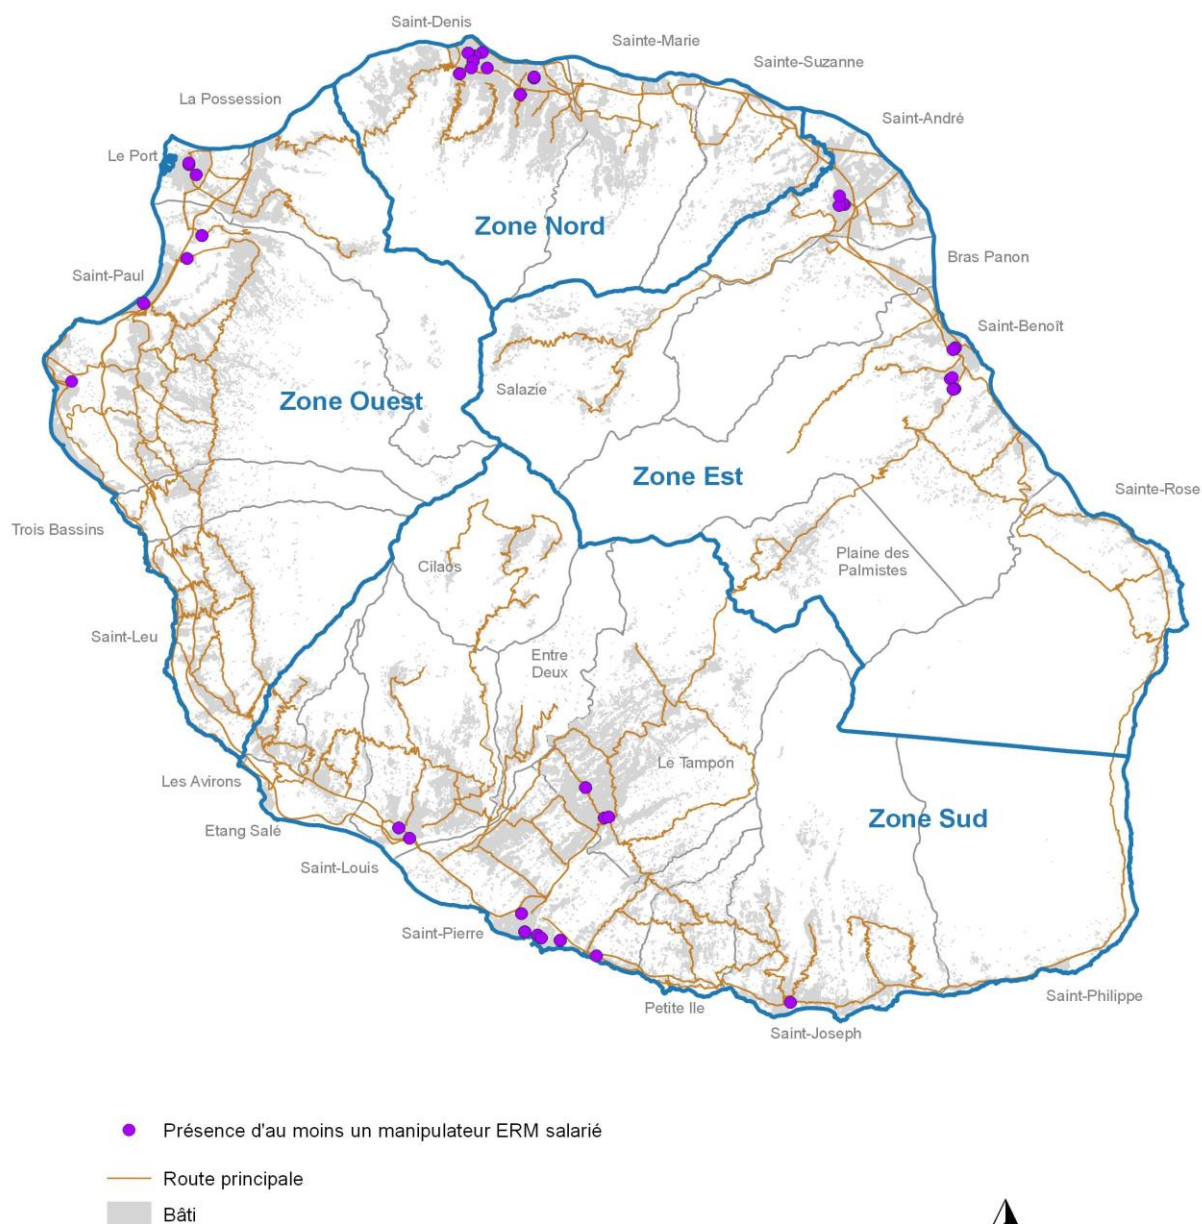 Saint-Denis
Sainte-Marie
Sainte-Suzanne
La Possession
Saint-André
Le Port
Zone Nord
Bras Panon
Saint-Paul
Saint-Benoît
Salazie
Zone Ouest
Zone Est
Sainte-Rose
Trois Bassins
Plaine des
Palmistes
Cilaos
Saint-Leu
Entre
Deux
Le Tampon
Les Avirons
Zone Sud
Etang Salé
Saint-Louis
Saint-Pierre
Saint-Philippe
Petite Ile
Saint-Joseph
Présence d'au moins un manipulateur ERM salarié
Route principale
Bâti